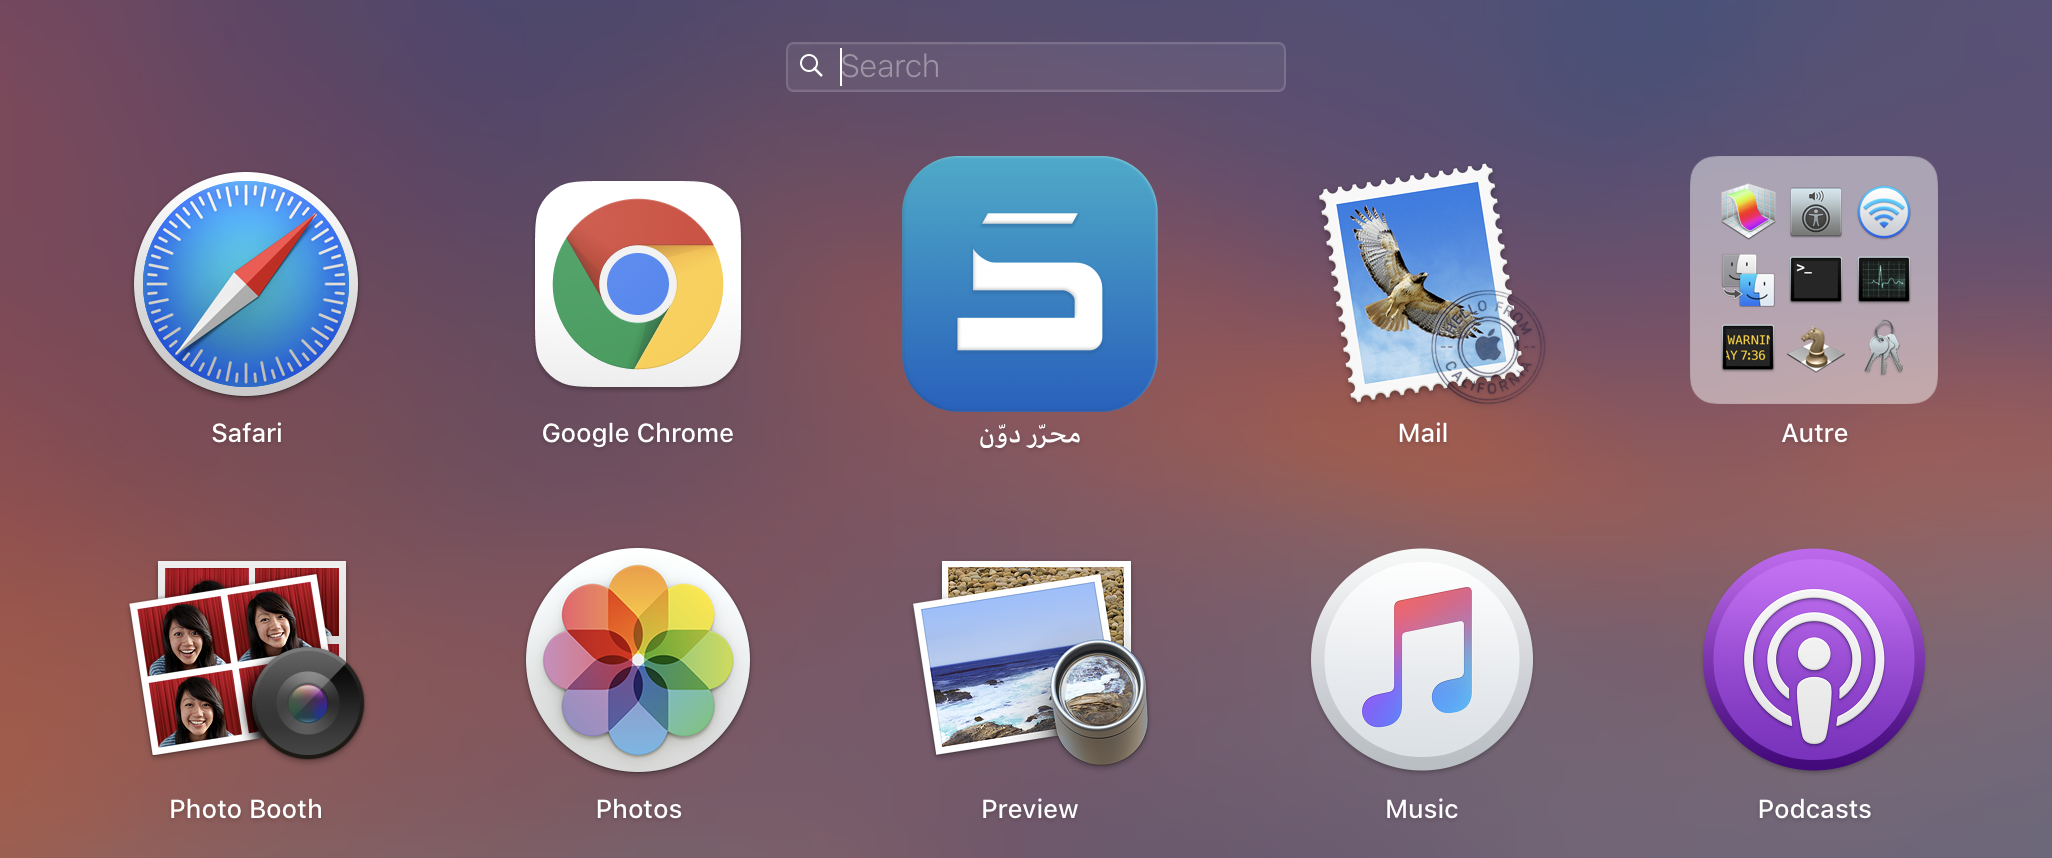 Search
Safari
Google Chrome
محرّر دوّن
Mail
HELLO FROM
CALIFORNIA
Autre
>_
WARNIN
AY 7:36
Photo Booth
Photos
Preview
Music
Podcasts